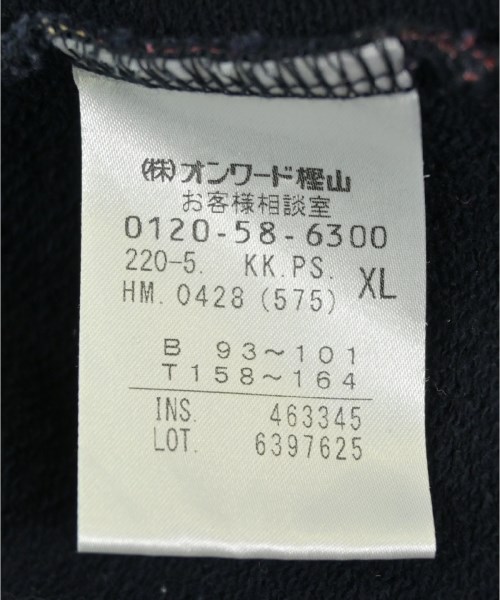 (株)オンワード樫山
お客様相談室
0120-58-6300
220-5. KK.PS. XL
HM. 0428 (575)
B 93~101
T 158~164
INS. 463345
LOT. 6397625